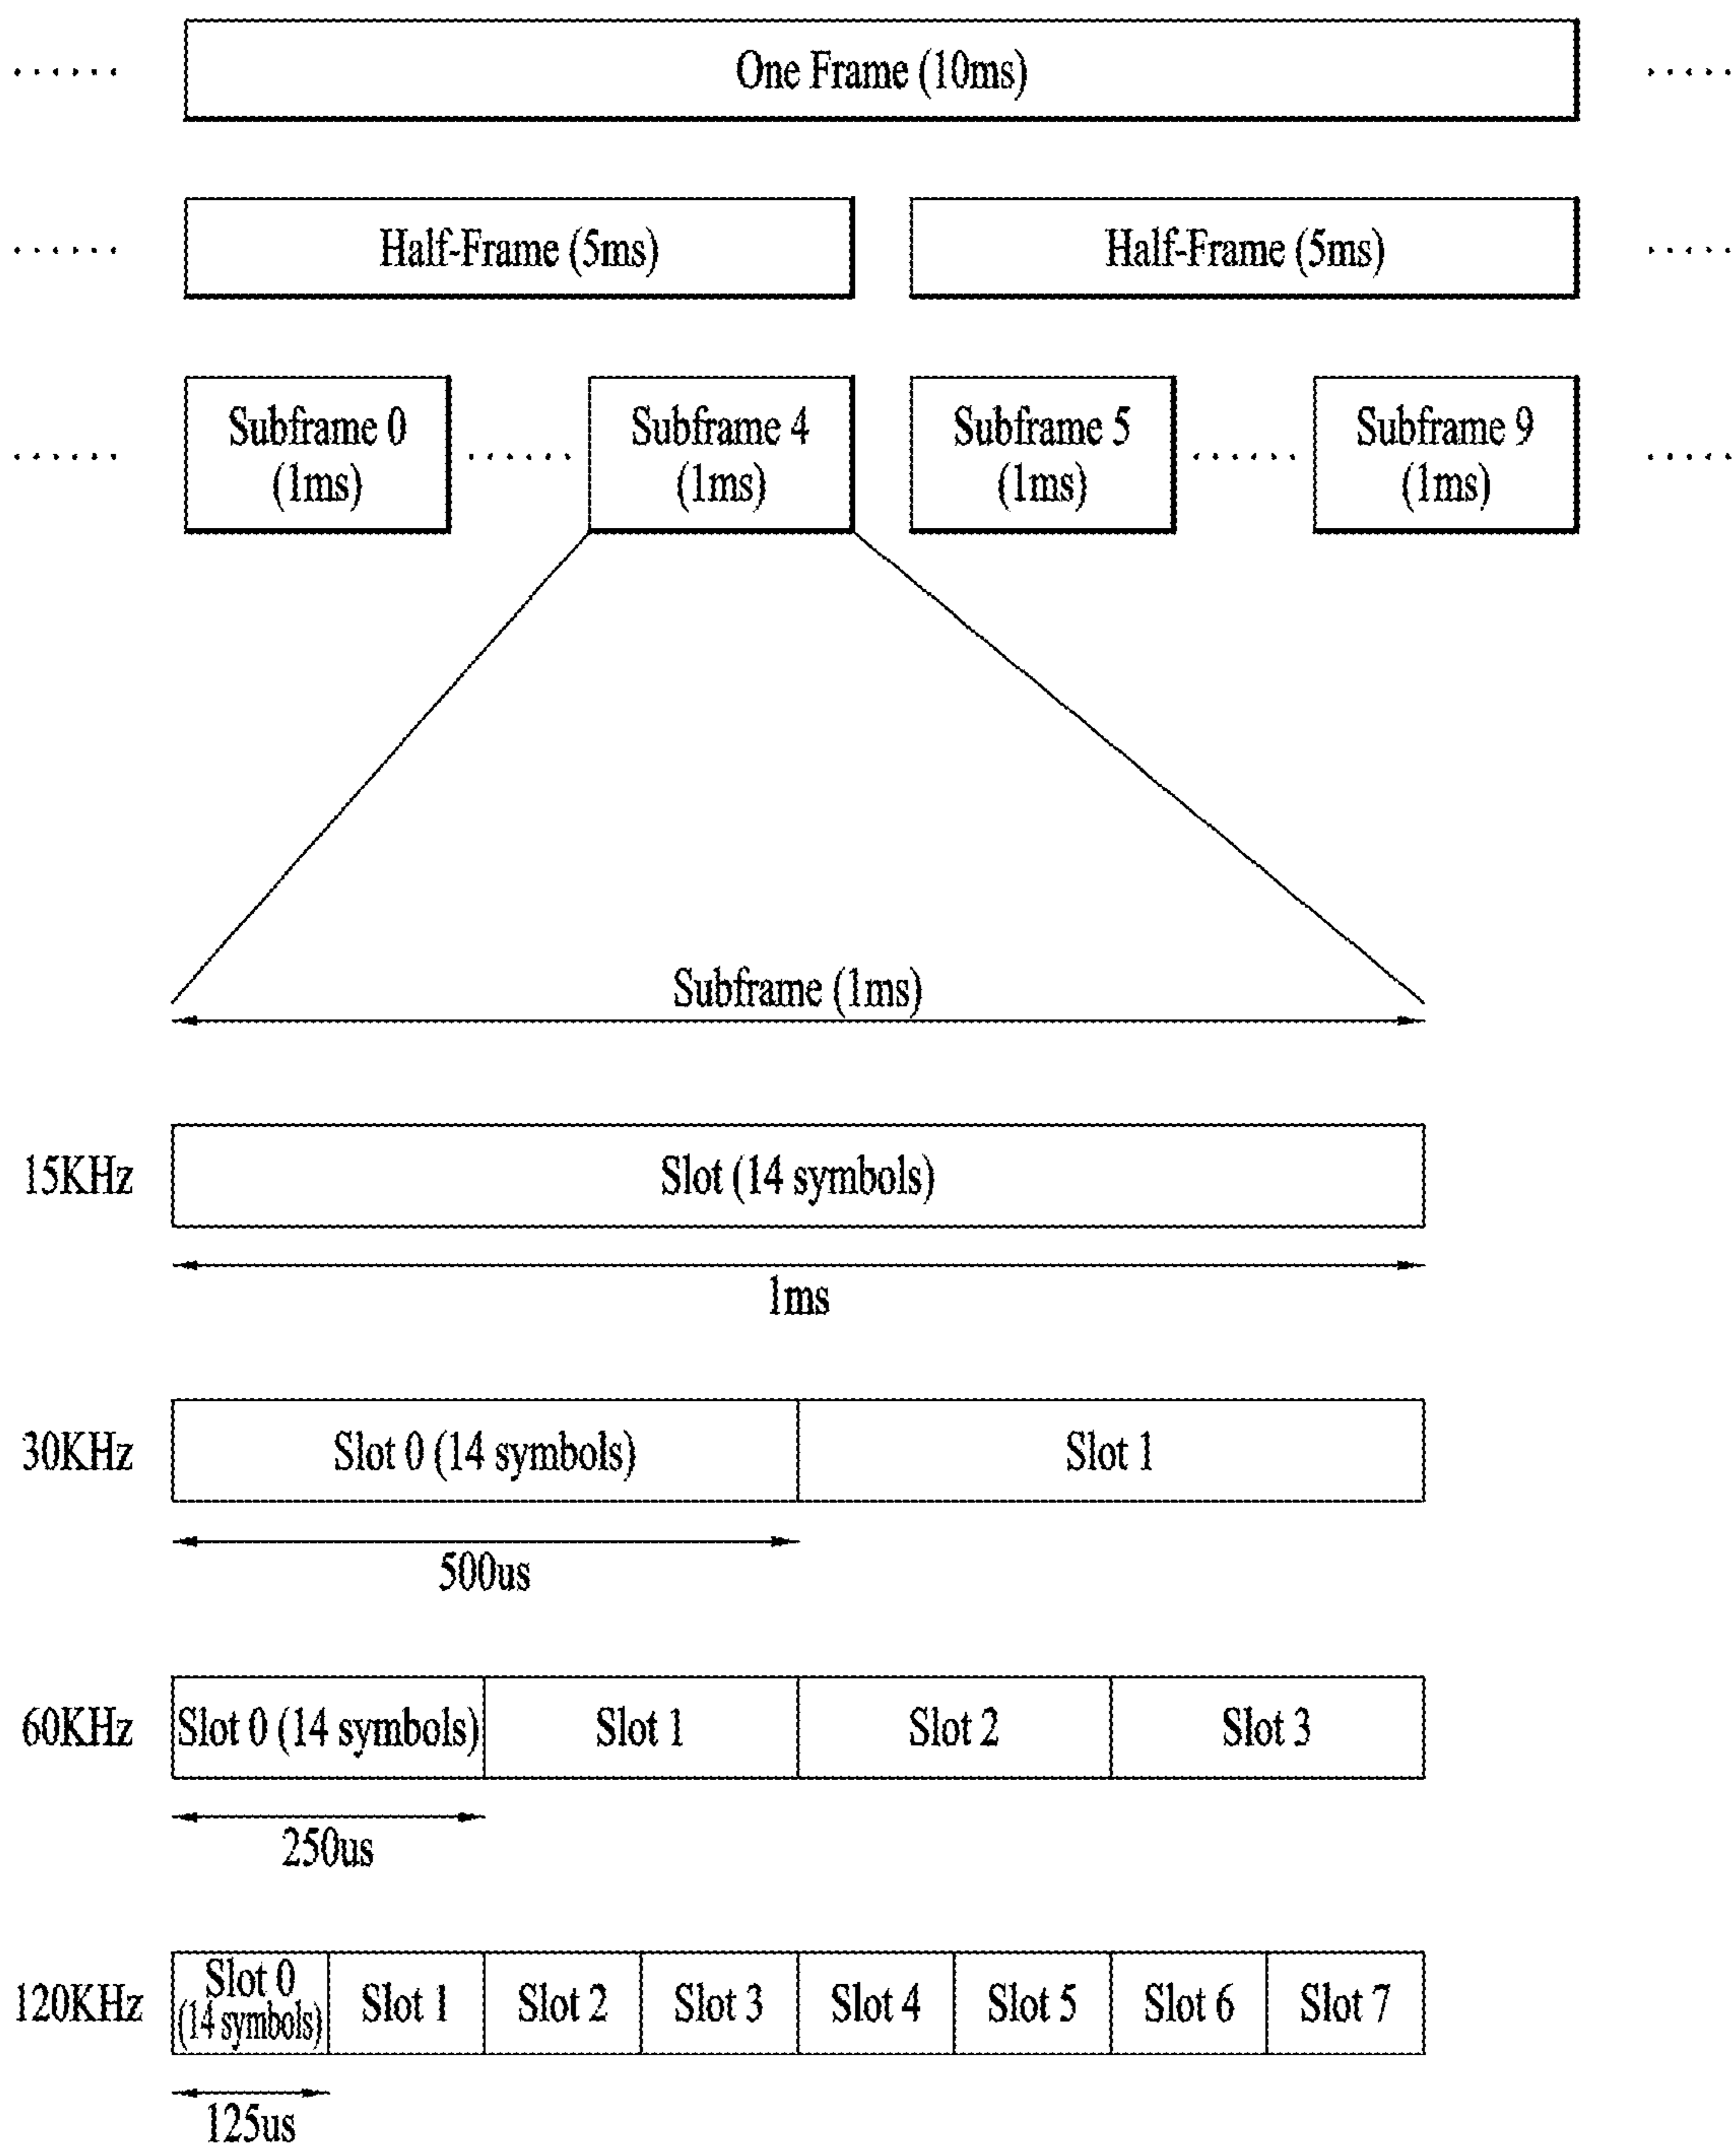 One Frame (10ms)
Half-Frame (5ms) Half-Frame (5ms)
Subframe 0 Subframe 4 Subframe 5 Subframe 9
(1ms) (1ms) (1ms) (1ms)
Subframe (1ms)
15KHz Slot (14 symbols)
1ms
30KHz Slot 0 (14 symbols) Slot 1
500us
60KHz Slot 0 (14 symbols) Slot 1 Slot 2 Slot 3
250us
120KHz Slot 0 (14 symbols) Slot 1 Slot 2 Slot 3 Slot 4 Slot 5 Slot 6 Slot 7
125us